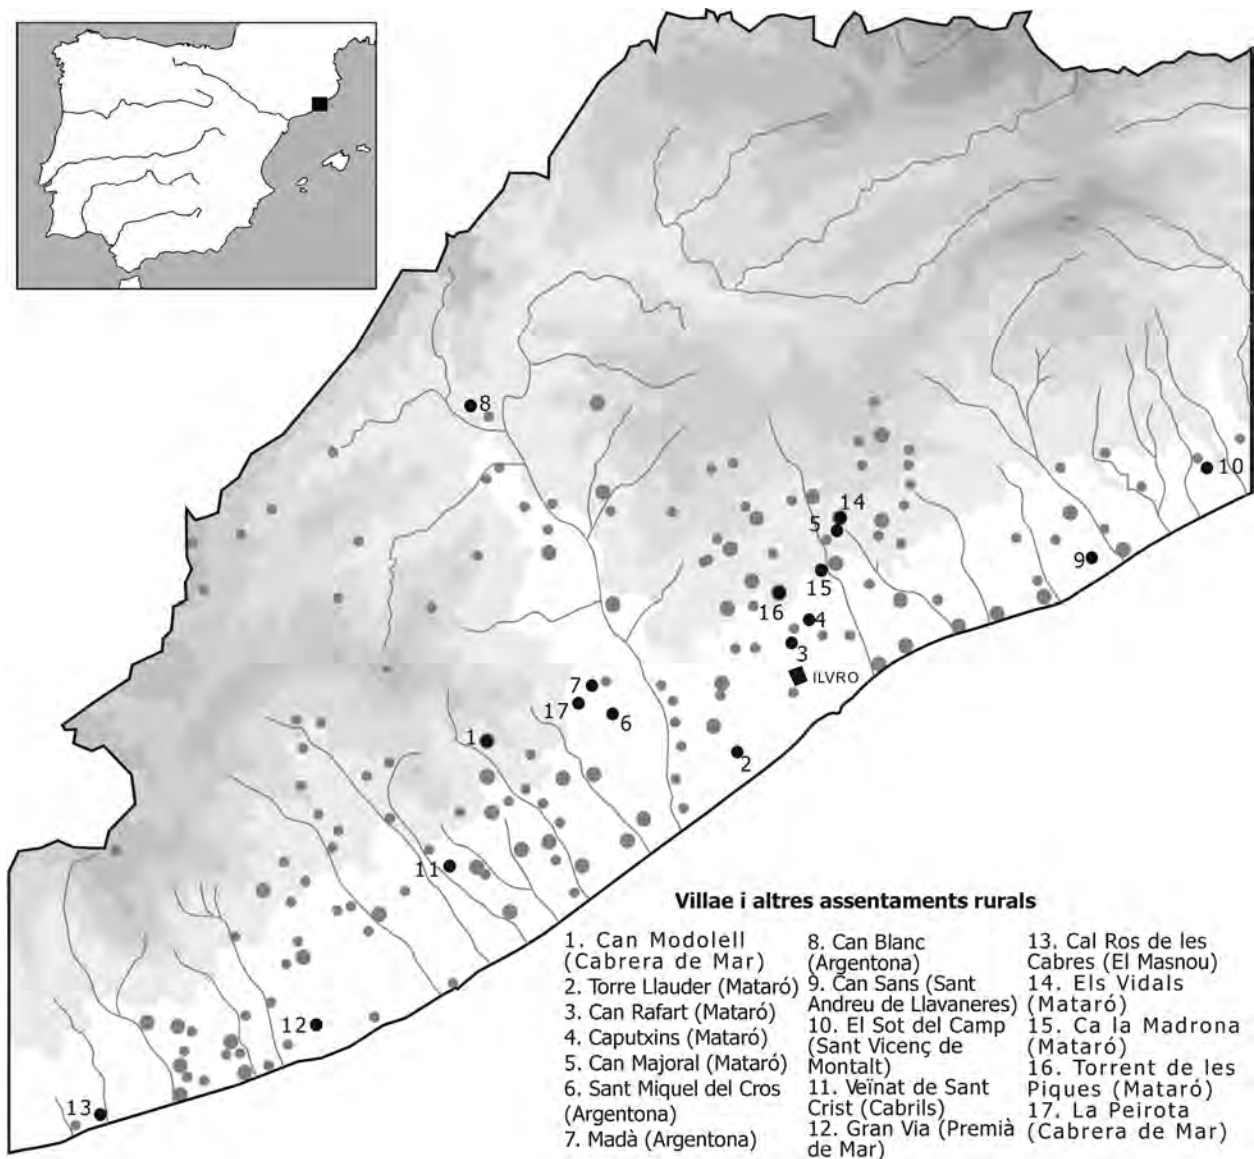 8
10
14
5
9
15
16
4
3
ILVRO
7
17
6
1
2
11
12
13
Villae i altres assentaments rurals
1. Can Modolell
(Cabrera de Mar)
2. Torre Llauder (Mataró)
3. Can Rafart (Mataró)
4. Caputxins (Mataró)
5. Can Majoral (Mataró)
6. Sant Miquel del Cros
(Argentona)
7. Madà (Argentona)
8. Can Blanc
(Argentona)
9. Can Sans (Sant
Andreu de Llavaneres)
10. El Sot del Camp
(Sant Vicenç de
Montalt)
11. Veïnat de Sant
Crist (Cabrils)
12. Gran Via (Premià
de Mar)
13. Cal Ros de les
Cabres (El Masnou)
14. Els Vidals
(Mataró)
15. Ca la Madrona
(Mataró)
16. Torrent de les
Piques (Mataró)
17. La Peirota
(Cabrera de Mar)